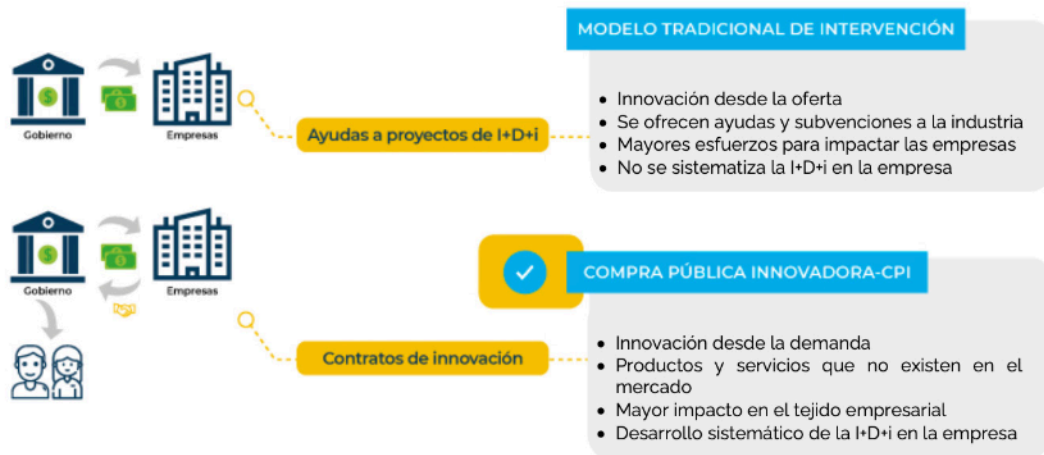 MODELO TRADICIONAL DE INTERVENCIÓN
Gobierno
Empresas
Ayudas a proyectos de I+D+i
• Innovación desde la oferta
• Se ofrecen ayudas y subvenciones a la industria
• Mayores esfuerzos para impactar las empresas
• No se sistematiza la I+D+i en la empresa
Gobierno
Empresas
COMPRA PÚBLICA INNOVADORA-CPI
Contratos de innovación
• Innovación desde la demanda
• Productos y servicios que no existen en el
mercado
• Mayor impacto en el tejido empresarial
• Desarrollo sistemático de la I+D+i en la empresa